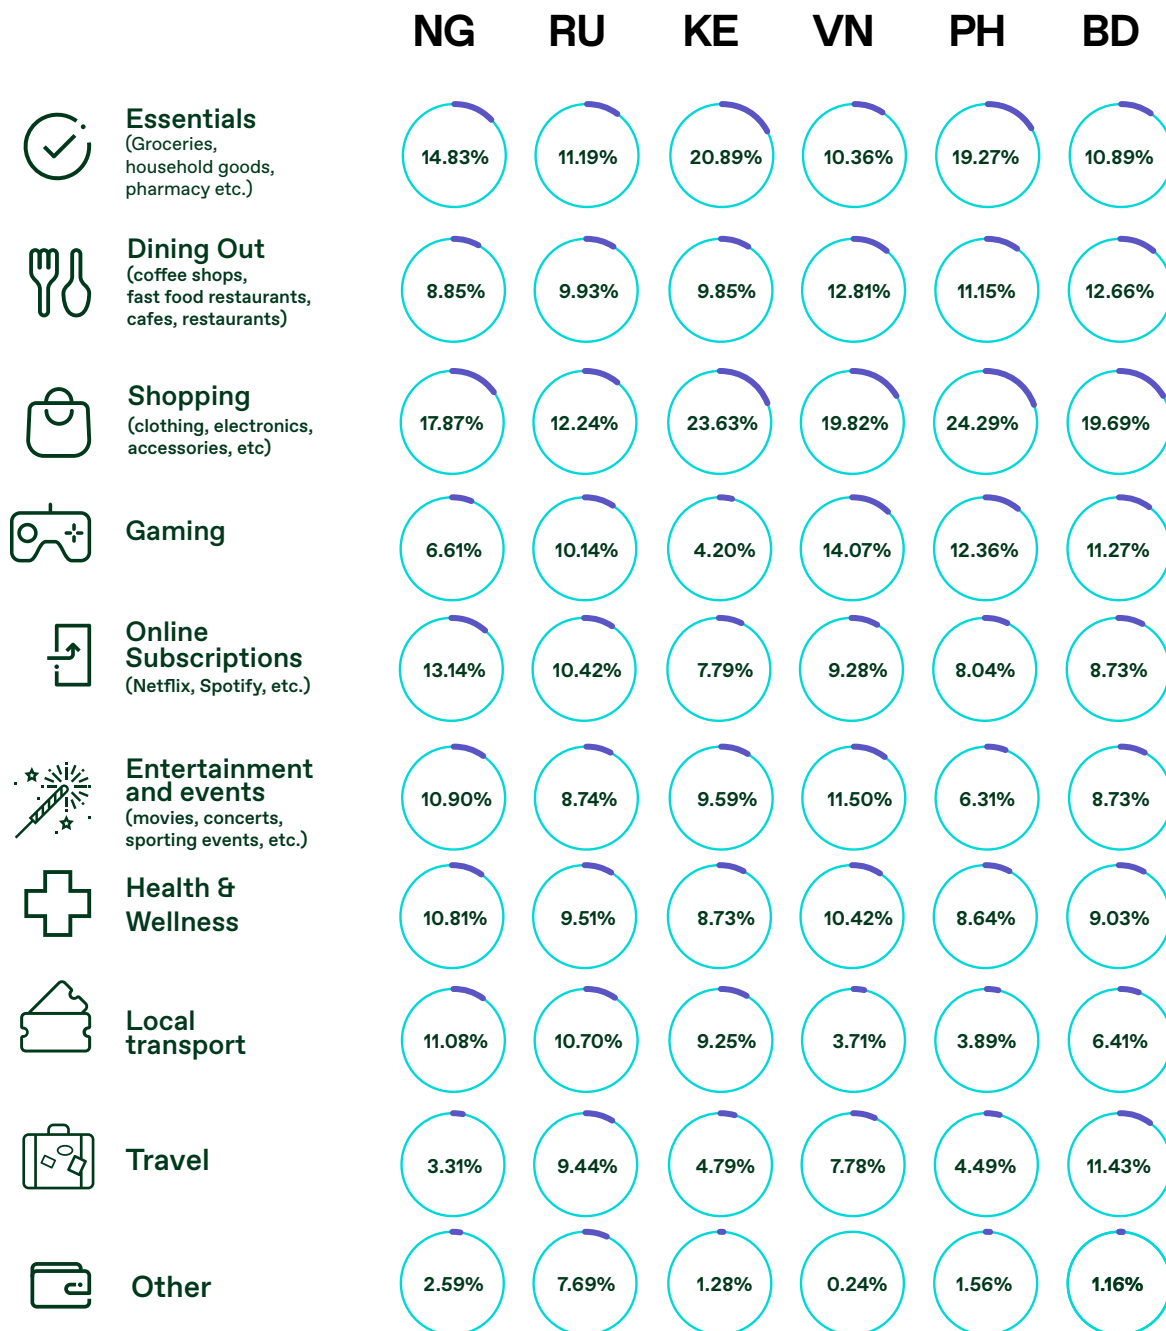 NG RU KE VN PH BD
Essentials
(Groceries,
household goods,
pharmacy etc.)
14.83% 11.19% 20.89% 10.36% 19.27% 10.89%
Dining Out
(coffee shops,
fast food restaurants,
cafes, restaurants)
8.85% 9.93% 9.85% 12.81% 11.15% 12.66%
Shopping
(clothing, electronics,
accessories, etc)
17.87% 12.24% 23.63% 19.82% 24.29% 19.69%
Gaming
6.61% 10.14% 4.20% 14.07% 12.36% 11.27%
Online
Subscriptions
(Netflix, Spotify, etc.)
13.14% 10.42% 7.79% 9.28% 8.04% 8.73%
Entertainment
and events
(movies, concerts,
sporting events, etc.)
10.90% 8.74% 9.59% 11.50% 6.31% 8.73%
Health &
Wellness
10.81% 9.51% 8.73% 10.42% 8.64% 9.03%
Local
transport
11.08% 10.70% 9.25% 3.71% 3.89% 6.41%
Travel
3.31% 9.44% 4.79% 7.78% 4.49% 11.43%
Other
2.59% 7.69% 1.28% 0.24% 1.56% 1.16%